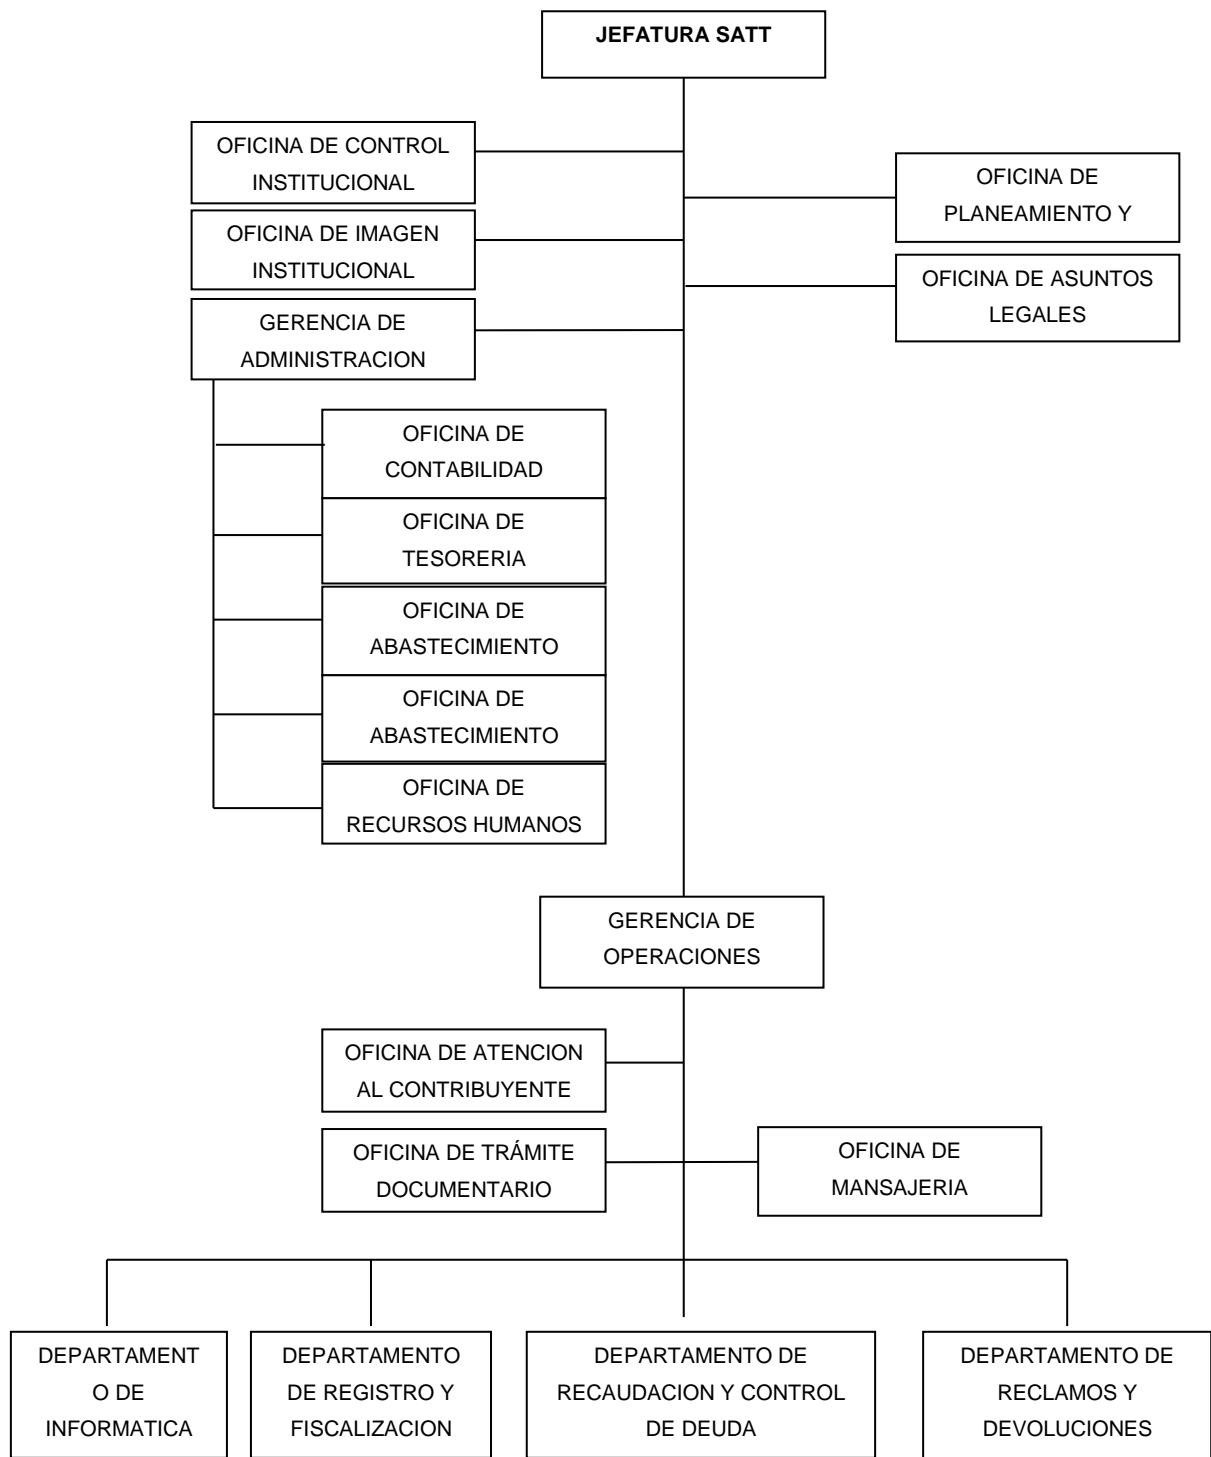 JEFATURA SATT
OFICINA DE CONTROL
INSTITUCIONAL
OFICINA DE
PLANEAMIENTO Y
OFICINA DE IMAGEN
INSTITUCIONAL
OFICINA DE ASUNTOS
LEGALES
GERENCIA DE
ADMINISTRACION
OFICINA DE
CONTABILIDAD
OFICINA DE
TESORERIA
OFICINA DE
ABASTECIMIENTO
OFICINA DE
ABASTECIMIENTO
OFICINA DE
RECURSOS HUMANOS
GERENCIA DE
OPERACIONES
OFICINA DE ATENCION
AL CONTRIBUYENTE
OFICINA DE TRÁMITE
DOCUMENTARIO
OFICINA DE
MANSAJERIA
DEPARTAMENT
O DE
INFORMATICA
DEPARTAMENTO
DE REGISTRO Y
FISCALIZACION
DEPARTAMENTO DE
RECAUDACION Y CONTROL
DE DEUDA
DEPARTAMENTO DE
RECLAMOS Y
DEVOLUCIONES